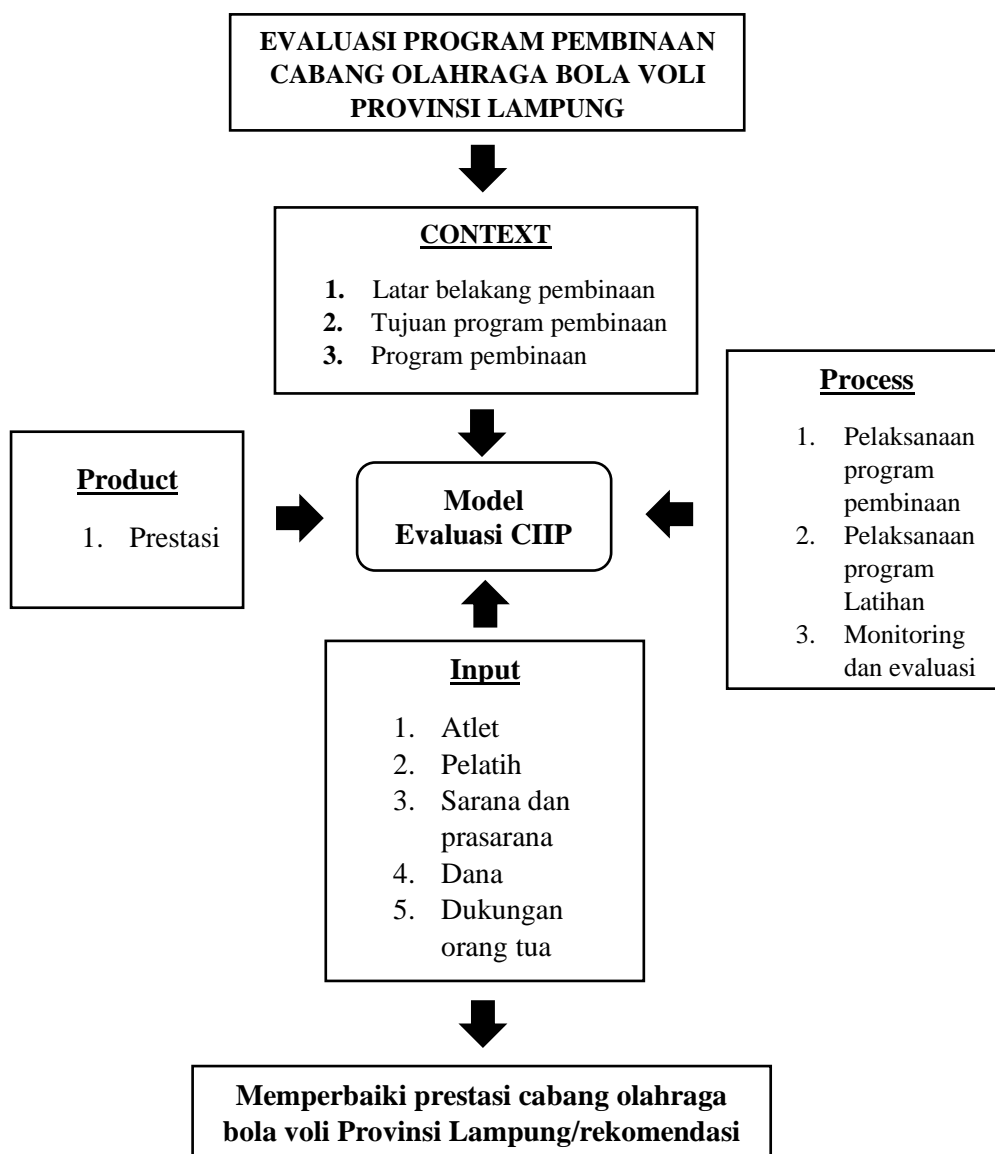 EVALUASI PROGRAM PEMBINAAN
CABANG OLAHRAGA BOLA VOLI
PROVINSI LAMPUNG
CONTEXT
1. Latar belakang pembinaan
2. Tujuan program pembinaan
3. Program pembinaan
Process
1. Pelaksanaan
program
pembinaan
2. Pelaksanaan
program
Latihan
3. Monitoring
dan evaluasi
Product
1. Prestasi
Model
Evaluasi CIIP
Input
1. Atlet
2. Pelatih
3. Sarana dan
prasarana
4. Dana
5. Dukungan
orang tua
Memperbaiki prestasi cabang olahraga
bola voli Provinsi Lampung/rekomendasi